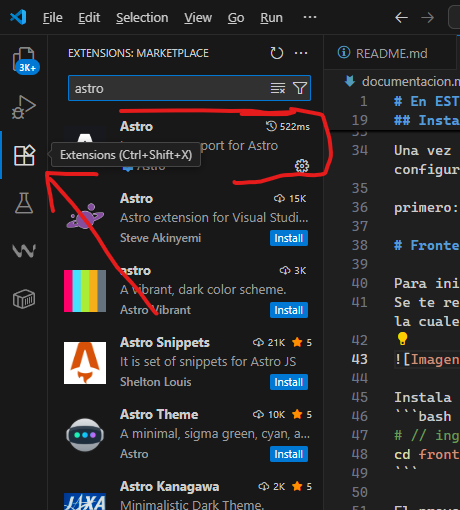 File Edit Selection View Go Run ...
EXTENSIONS: MARKETPLACE
README.md
astro
documentacion.m
3K+
Astro
522ms
port for Astro
Astro
Extensions (Ctrl+Shift+X)
Astro
15K
Astro extension for Visual Studi...
Steve Akinyemi
Install
astro
3K
A vibrant, dark color scheme.
Astro Vibrant
Install
Astro Snippets
21K
5
It is set of snippets for Astro JS
Shelton Louis
Install
Astro Theme
10K
5
A minimal, sigma green, cyan, a...
Astro
Install
Astro Kanagawa
2K
5
Minimalistic Dark Theme.
1 # En EST
19 ## Insta
33
34 Una vez
configur
35
36 primero:
37
38 # Fronte
39
40 Para ini
41 Se te re
la cuale
42
43 ![Imagen
44
45 Instala
46 ```bash
47 # // ing
48 cd front
49 ```
50
51 El proye